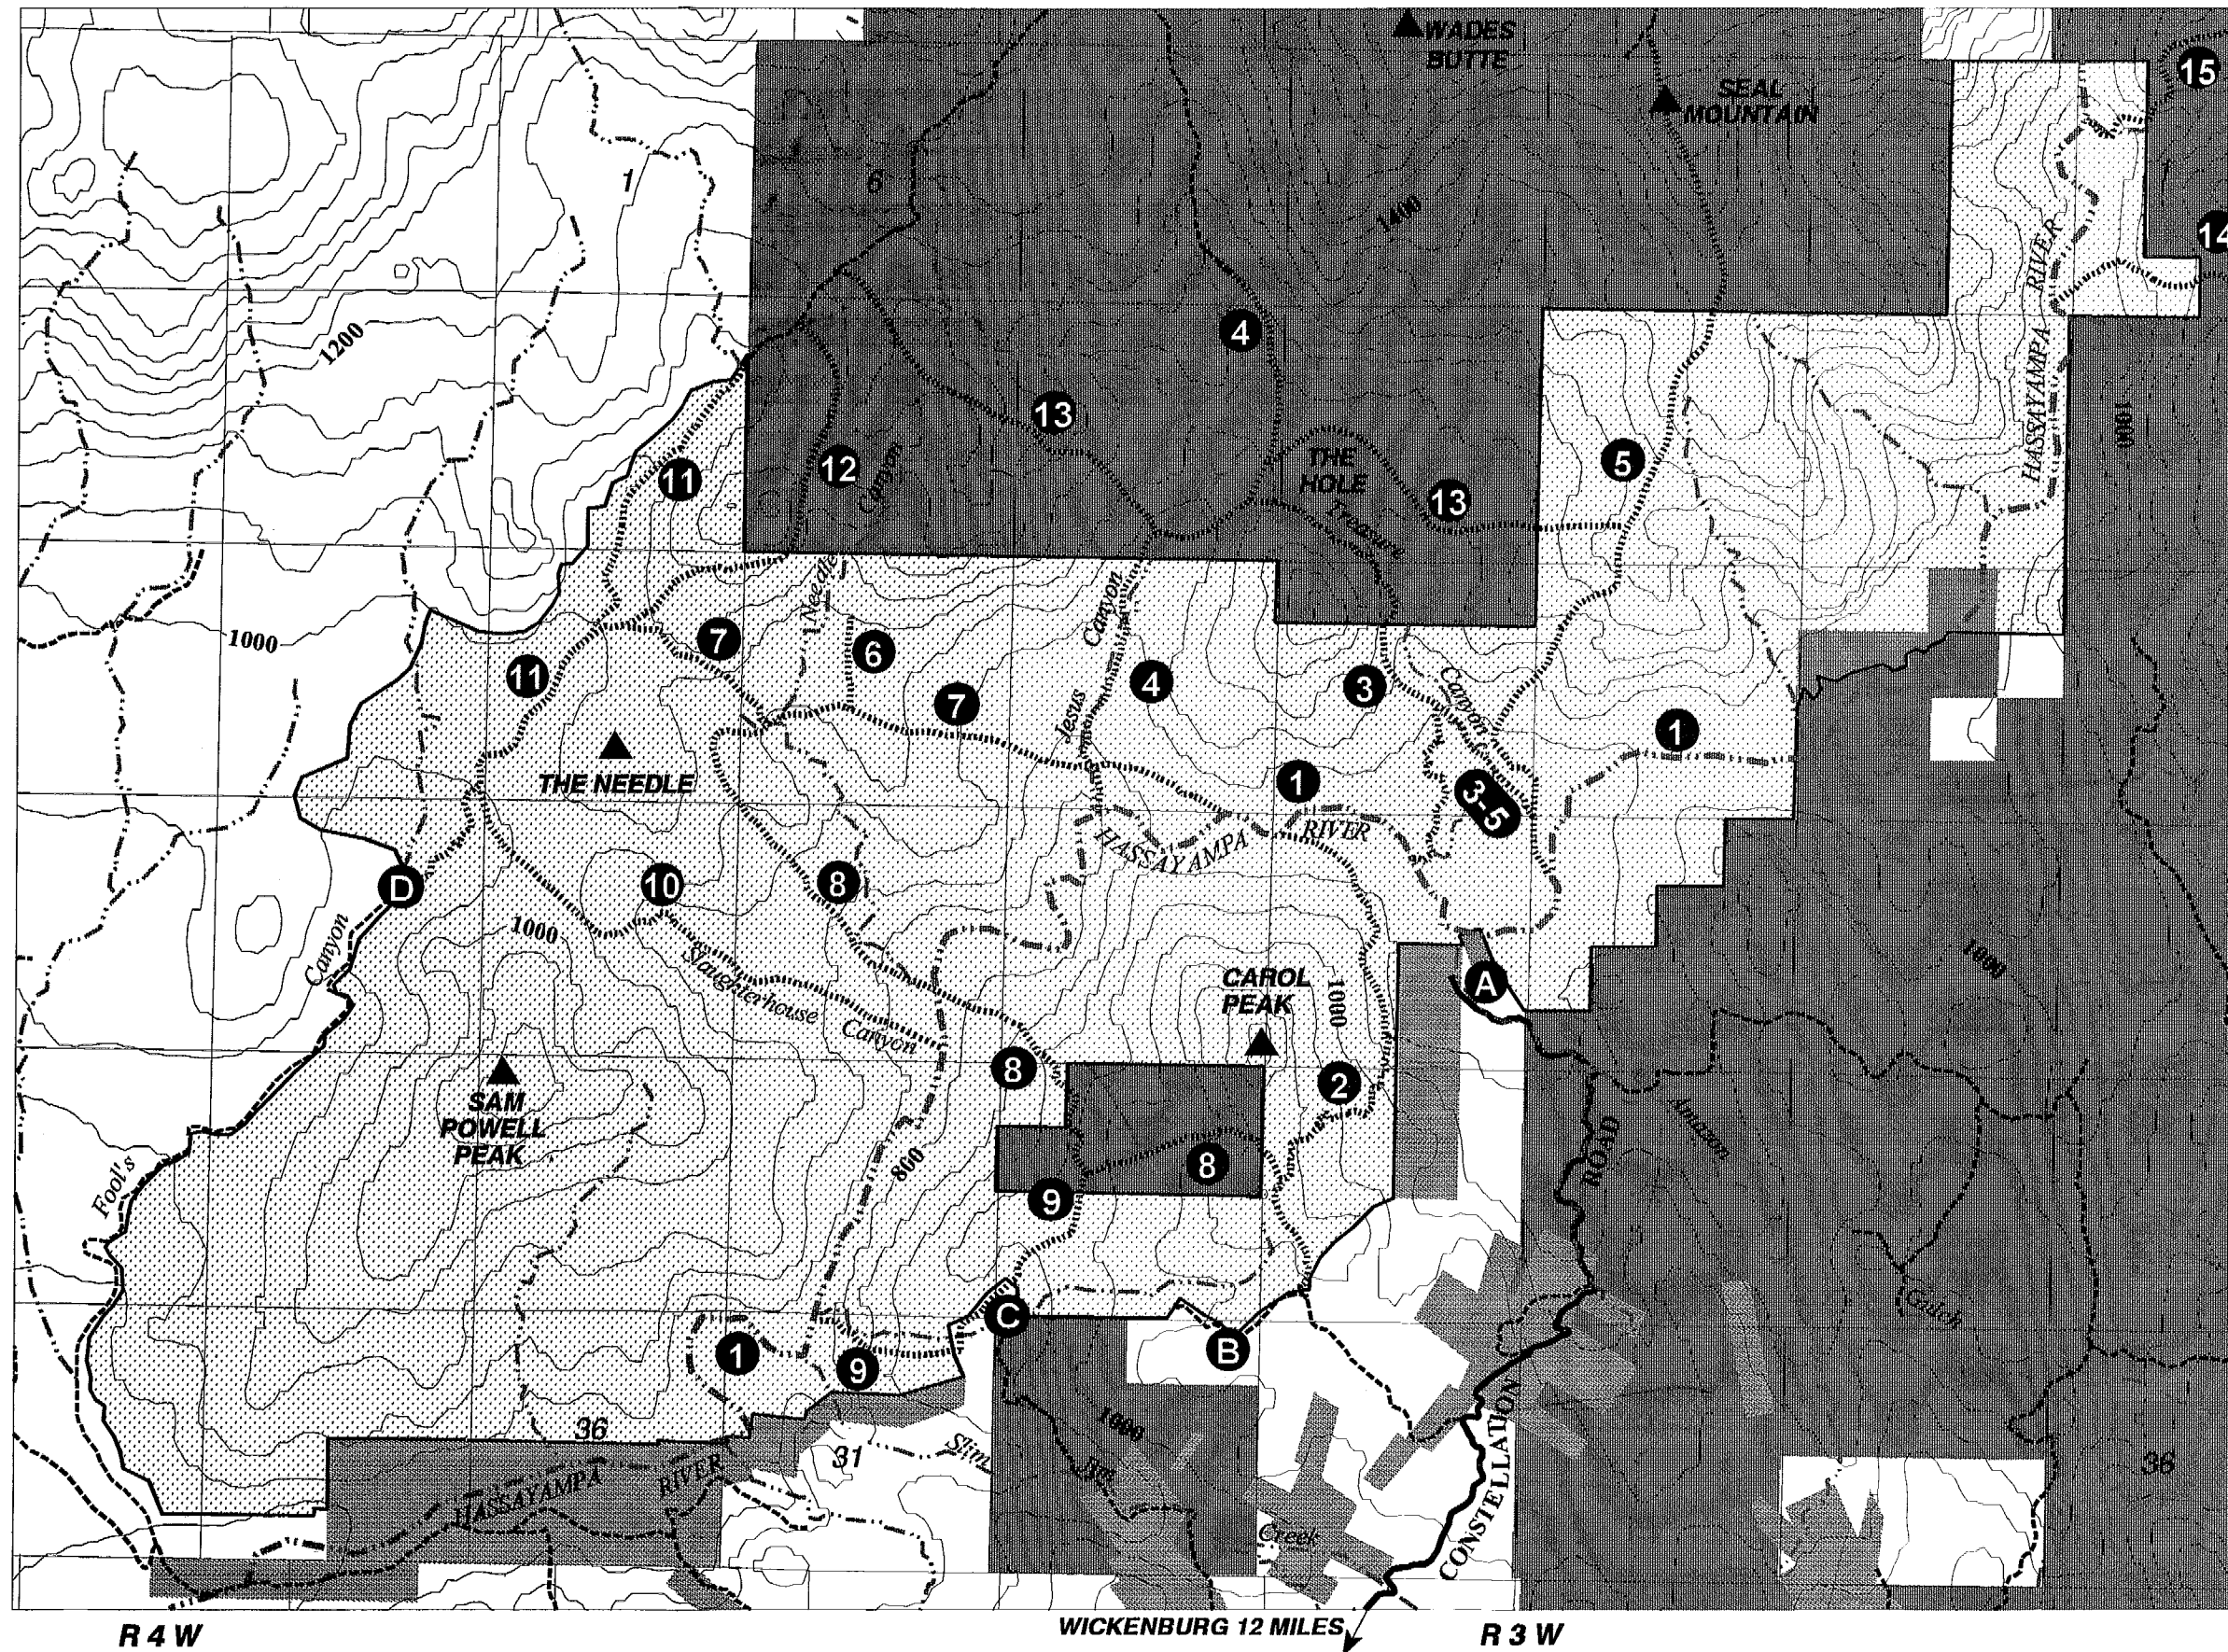 WADES
BUTTE
15
SEAL
MOUNTAIN
1
6
1
1400
14
HASSAYAMPA RIVER
1200
4
13
1000
12
Canyon
11
5
THE
HOLE
13
Treasure
Needle
Canyon
7
6
1000
11
4
3
Canyon
7
Jesus
1
THE NEEDLE
1
3-5
HASSAYAMPA RIVER
D
10
8
1000
Canyon
Slaughterhouse
Canyon
CAROL
PEAK
1000
A
1000
8
2
SAM
POWELL
PEAK
Amazon
ROAD
800
8
Fool's
9
Gulch
C
B
1
9
36
1000
CONSTELLATION
31
Slim
Jim
36
HASSAYAMPA RIVER
Creek
R 4 W
WICKENBURG 12 MILES
R 3 W